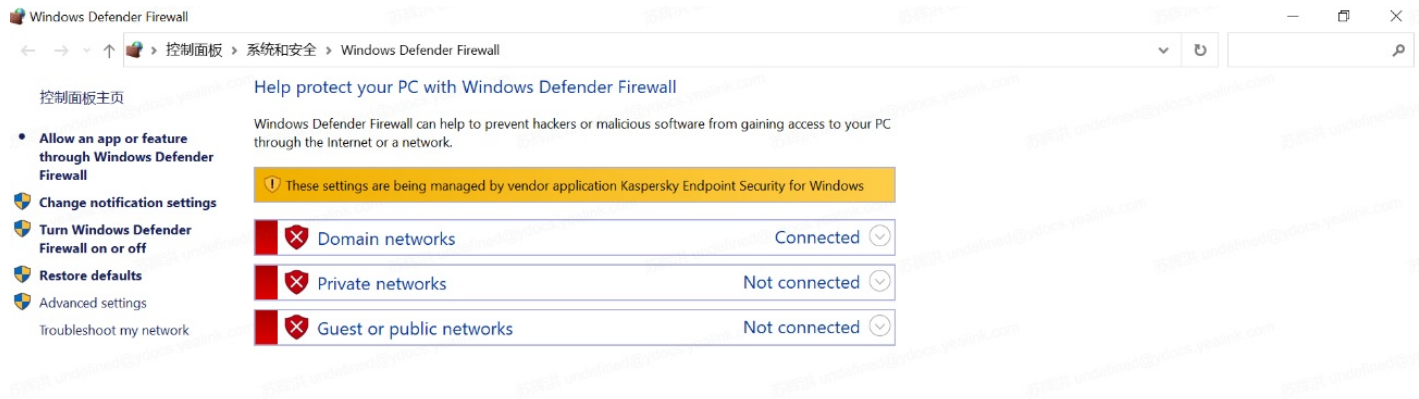 Windows Defender Firewall
控制面板 > 系统和安全 > Windows Defender Firewall
控制面板主页
Allow an app or feature
through Windows Defender
Firewall
Change notification settings
Turn Windows Defender
Firewall on or off
Restore defaults
Advanced settings
Troubleshoot my network
Help protect your PC with Windows Defender Firewall
Windows Defender Firewall can help to prevent hackers or malicious software from gaining access to your PC
through the Internet or a network.
These settings are being managed by vendor application Kaspersky Endpoint Security for Windows
Domain networks Connected
Private networks Not connected
Guest or public networks Not connected